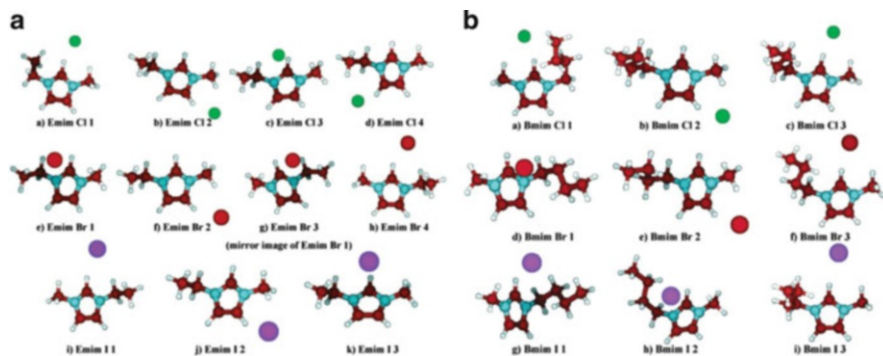 a
b
a) Emim Cl 1
b) Emim Cl 2
c) Emim Cl 3
d) Emim Cl 4
a) Bmim Cl 1
b) Bmim Cl 2
c) Bmim Cl 3
e) Emim Br 1
f) Emim Br 2
g) Emim Br 3
h) Emim Br 4
(mirror image of Emim Br 1)
d) Bmim Br 1
e) Bmim Br 2
f) Bmim Br 3
i) Emim I 1
j) Emim I 2
k) Emim I 3
g) Bmim I 1
h) Bmim I 2
i) Bmim I 3